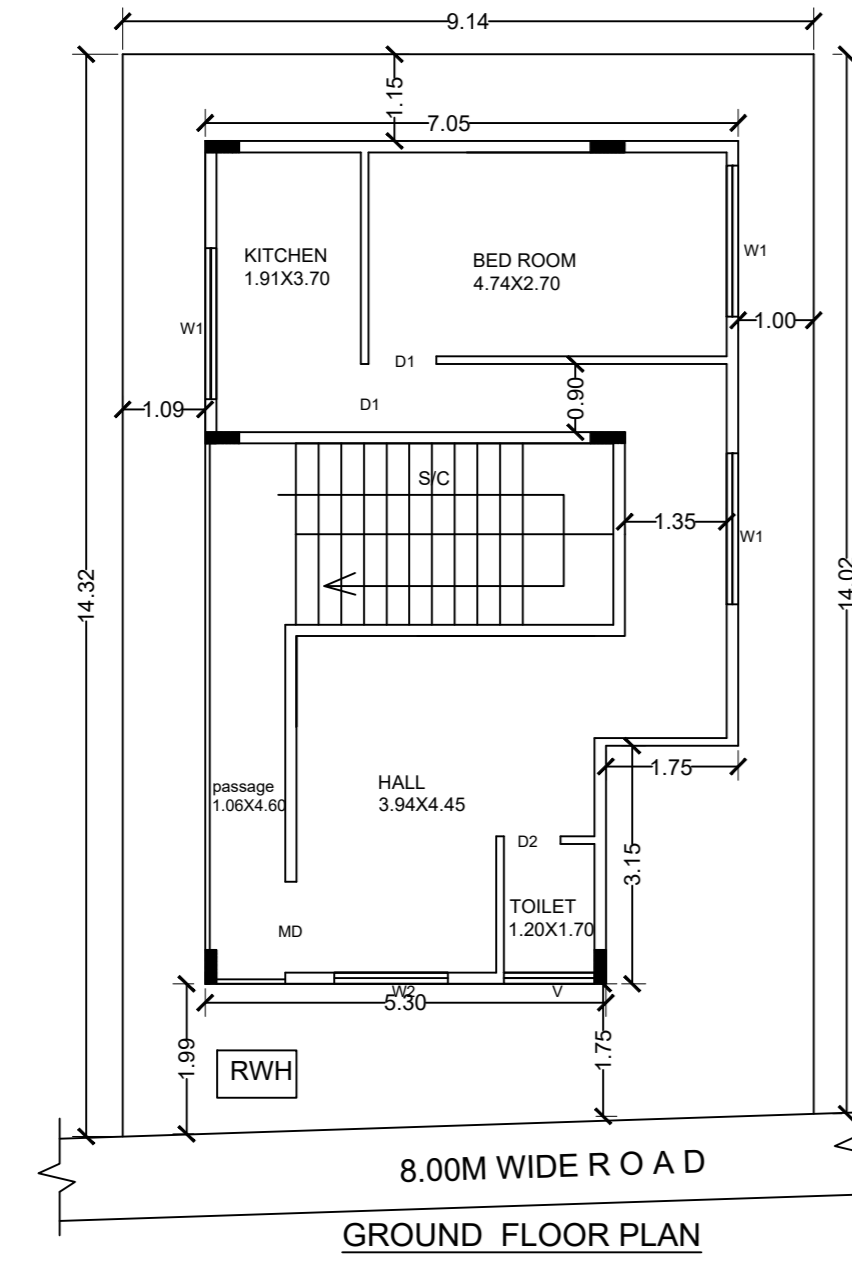 9.14
1.15
7.05
KITCHEN
1.91X3.70
BED ROOM
4.74X2.70
W1
W1
1.00
D1
D1
0.90
1.09
S/C
1.35
W1
14.32
14.02
passage
1.06X4.60
HALL
3.94X4.45
1.75
D2
3.15
TOILET
1.20X1.70
MD
W2
V
5.30
1.99
1.75
RWH
8.00M WIDE R O A D
GROUND FLOOR PLAN